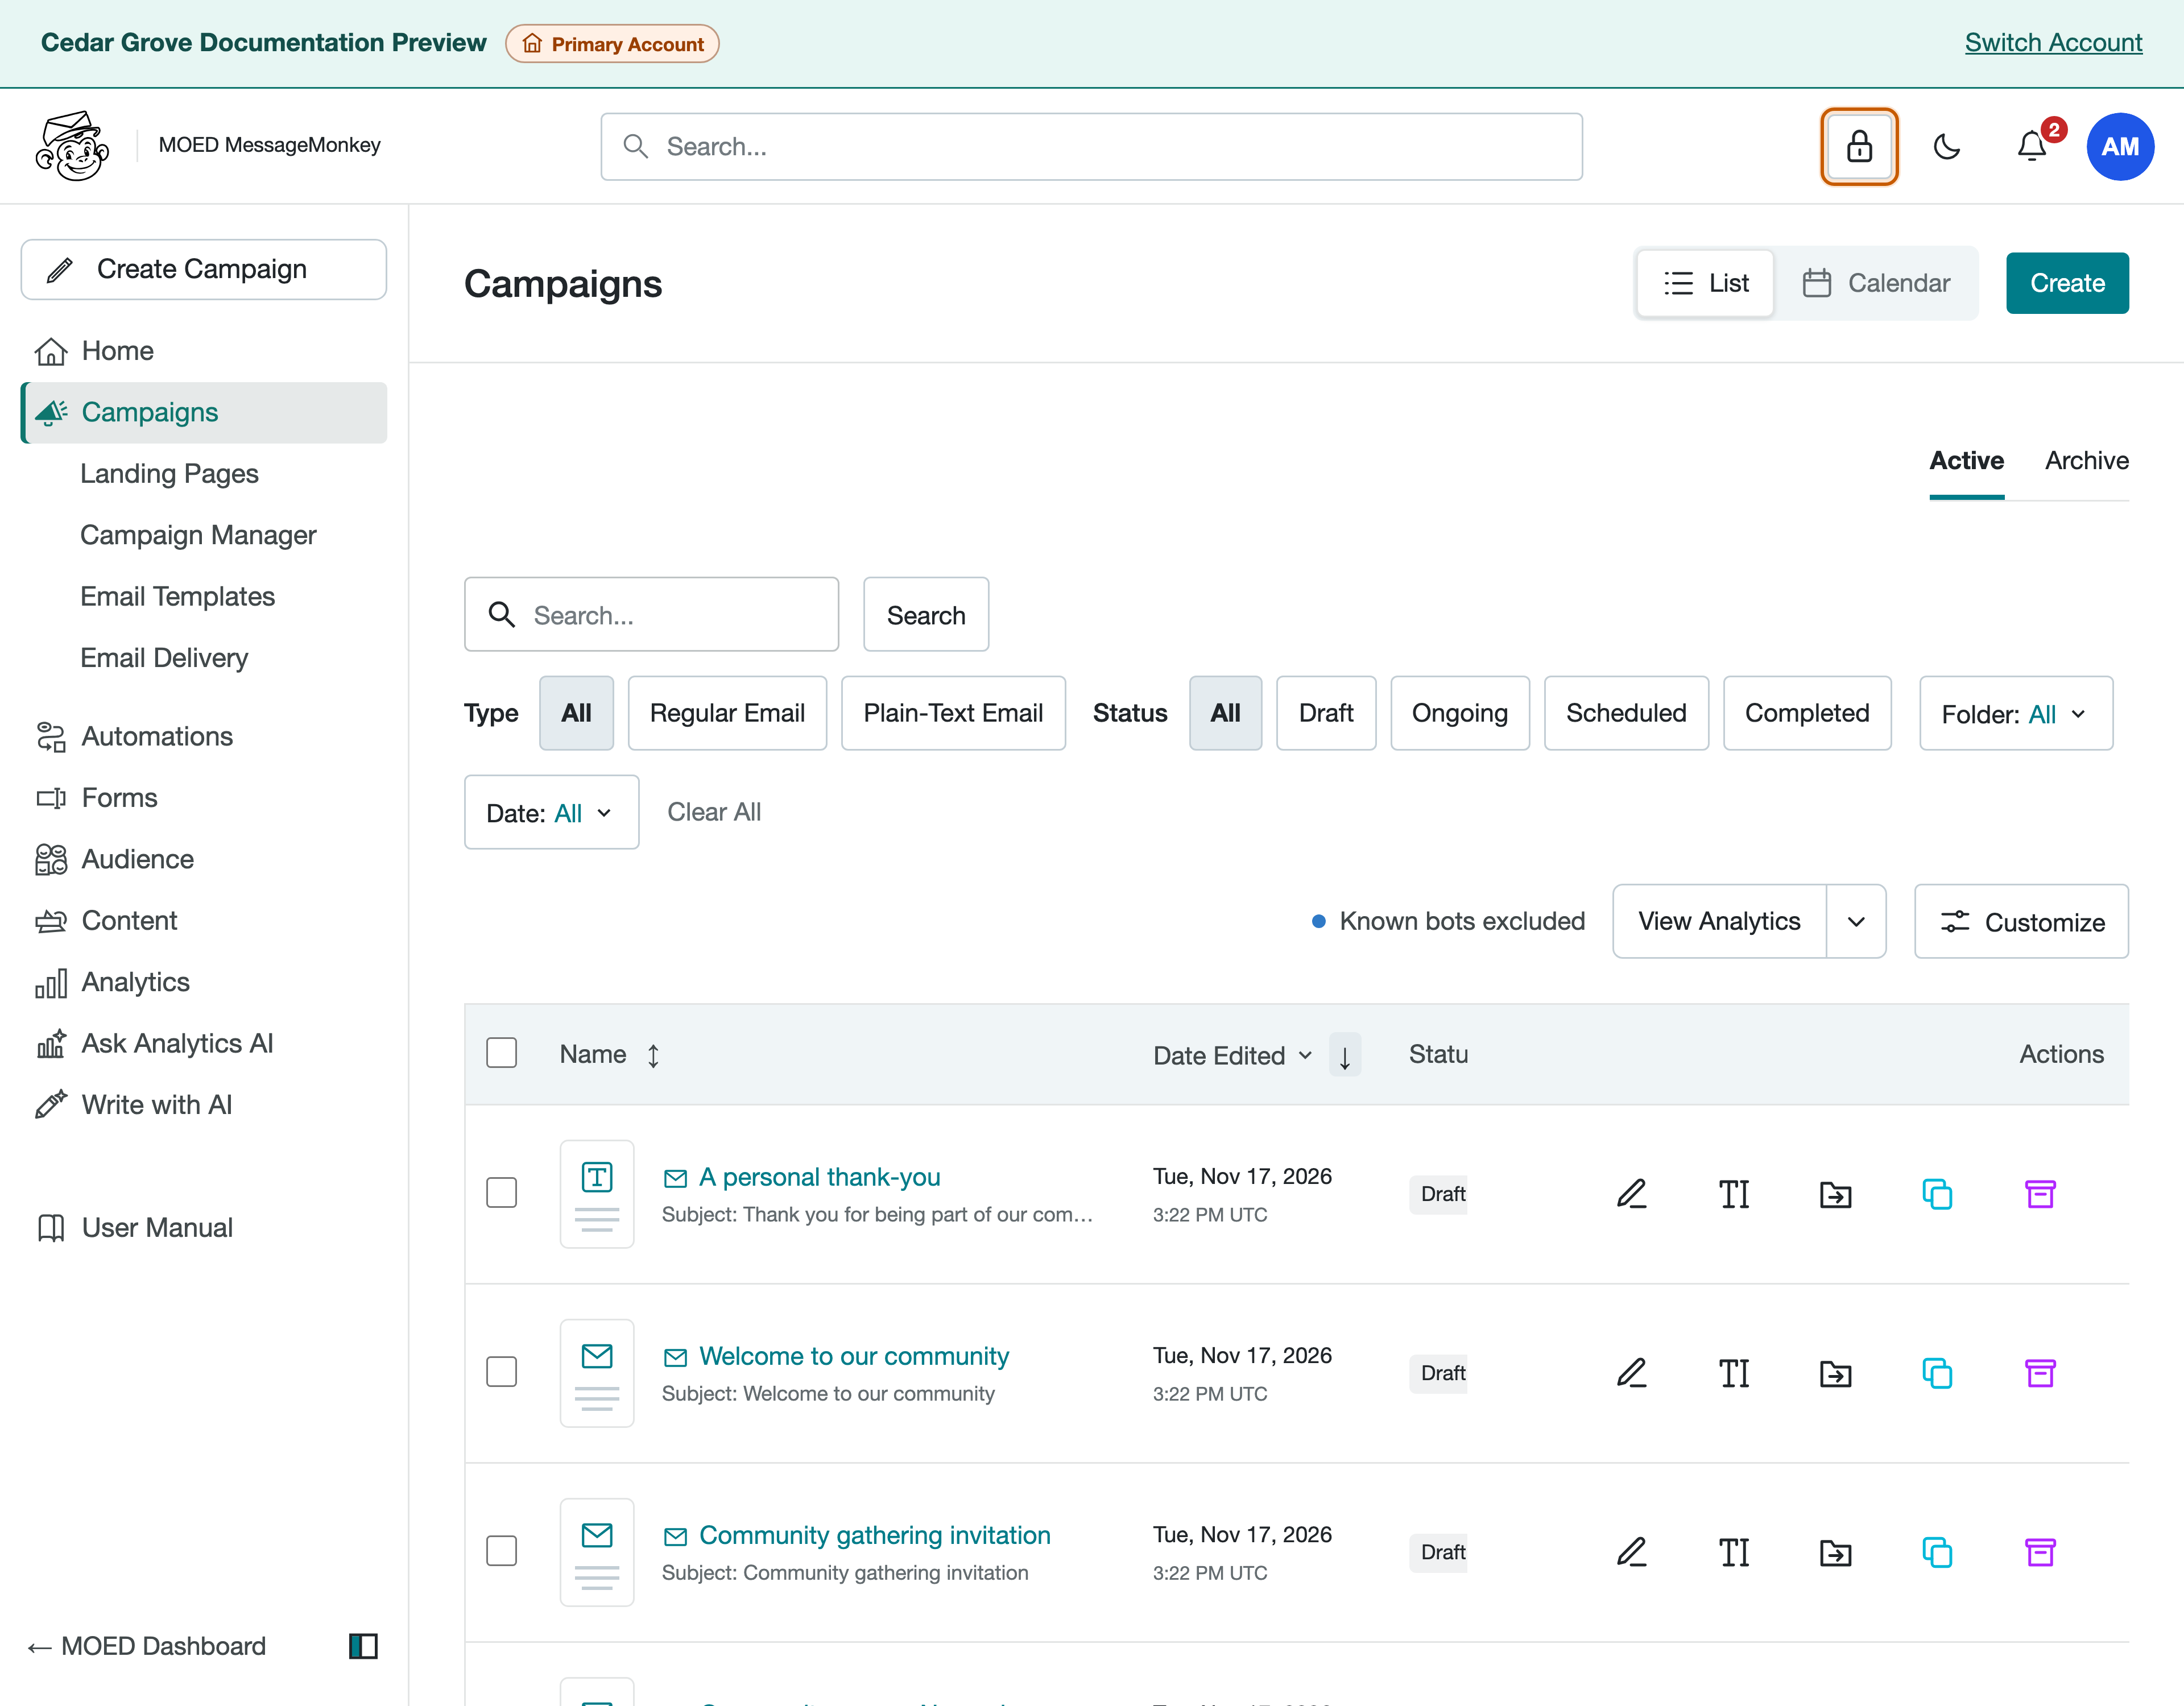 Cedar Grove Documentation Preview
Primary Account
Switch Account
MOED MessageMonkey
Search...
2
AM
Create Campaign
Home
Campaigns
Landing Pages
Campaign Manager
Email Templates
Email Delivery
Automations
Forms
Audience
Content
Analytics
Ask Analytics AI
Write with AI
User Manual
← MOED Dashboard
Campaigns
List
Calendar
Create
Active
Archive
Search...
Search
Type All Regular Email Plain-Text Email Status All Draft Ongoing Scheduled Completed Folder: All
Date: All Clear All
Known bots excluded View Analytics Customize
Name ↕ Date Edited ↓ Statu Actions
A personal thank-you
Subject: Thank you for being part of our com...
Tue, Nov 17, 2026
3:22 PM UTC
Draft
Welcome to our community
Subject: Welcome to our community
Tue, Nov 17, 2026
3:22 PM UTC
Draft
Community gathering invitation
Subject: Community gathering invitation
Tue, Nov 17, 2026
3:22 PM UTC
Draft